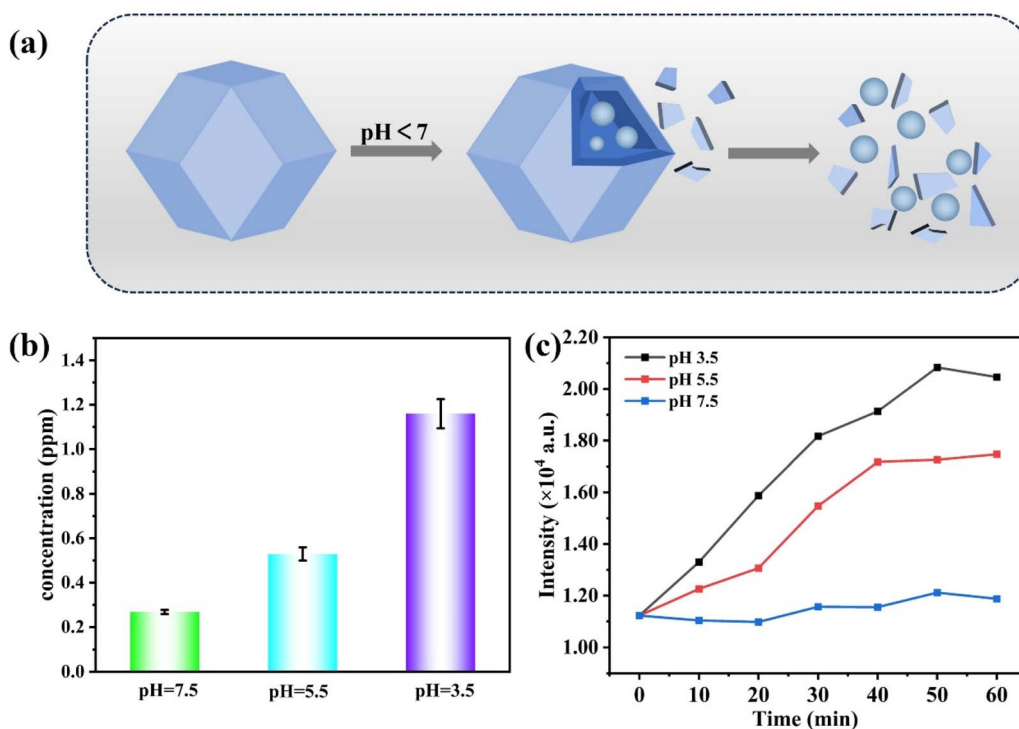 (a)
pH < 7
(b)
concentration (ppm)
1.4
1.2
1.0
0.8
0.6
0.4
0.2
0.0
pH=7.5
pH=5.5
pH=3.5
(c)
Intensity (×10⁴ a.u.)
2.20
2.00
1.80
1.60
1.40
1.20
1.00
pH 3.5
pH 5.5
pH 7.5
0 10 20 30 40 50 60
Time (min)